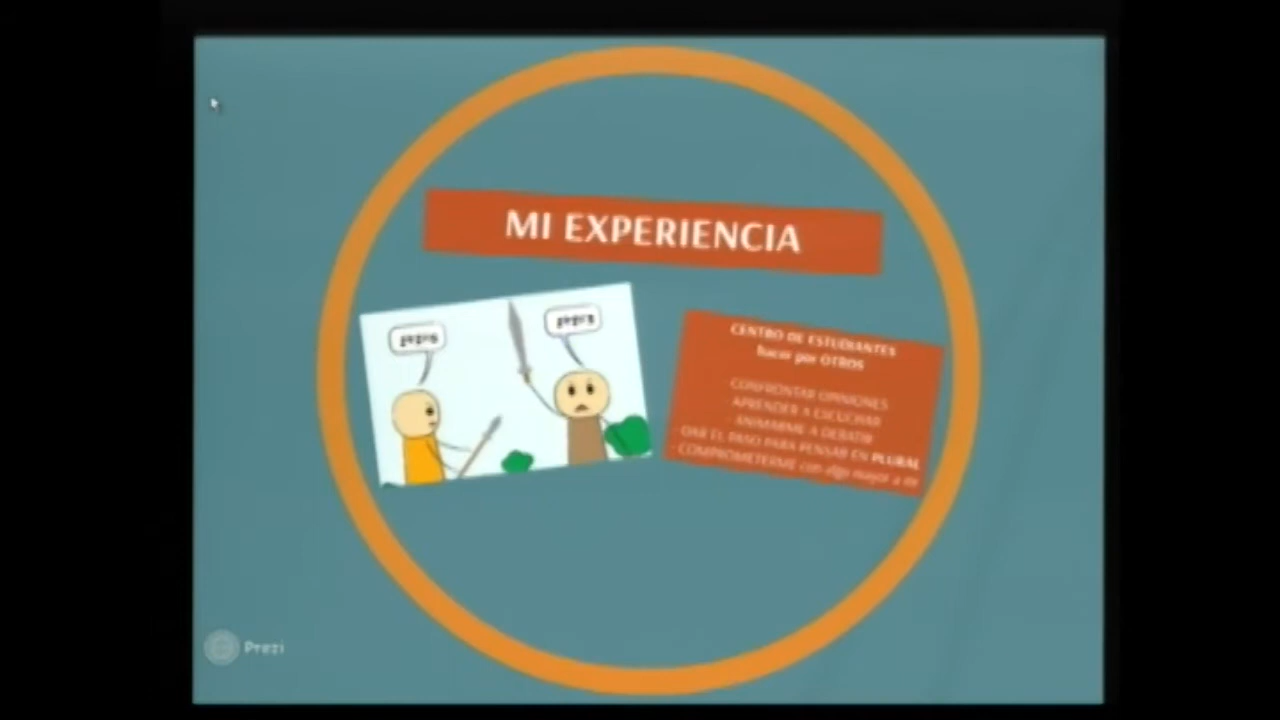 MI EXPERIENCIA
CENTRO DE ESTUDIANTES
hacer por OTROS
- CONFRONTAR OPINIONES
- APRENDER A ESCUCHAR
- ANIMARME A DEBATIR
- DAR EL PASO PARA PENSAR EN PLURAL
- COMPROMETERME con algo mayor a mi
Prezi